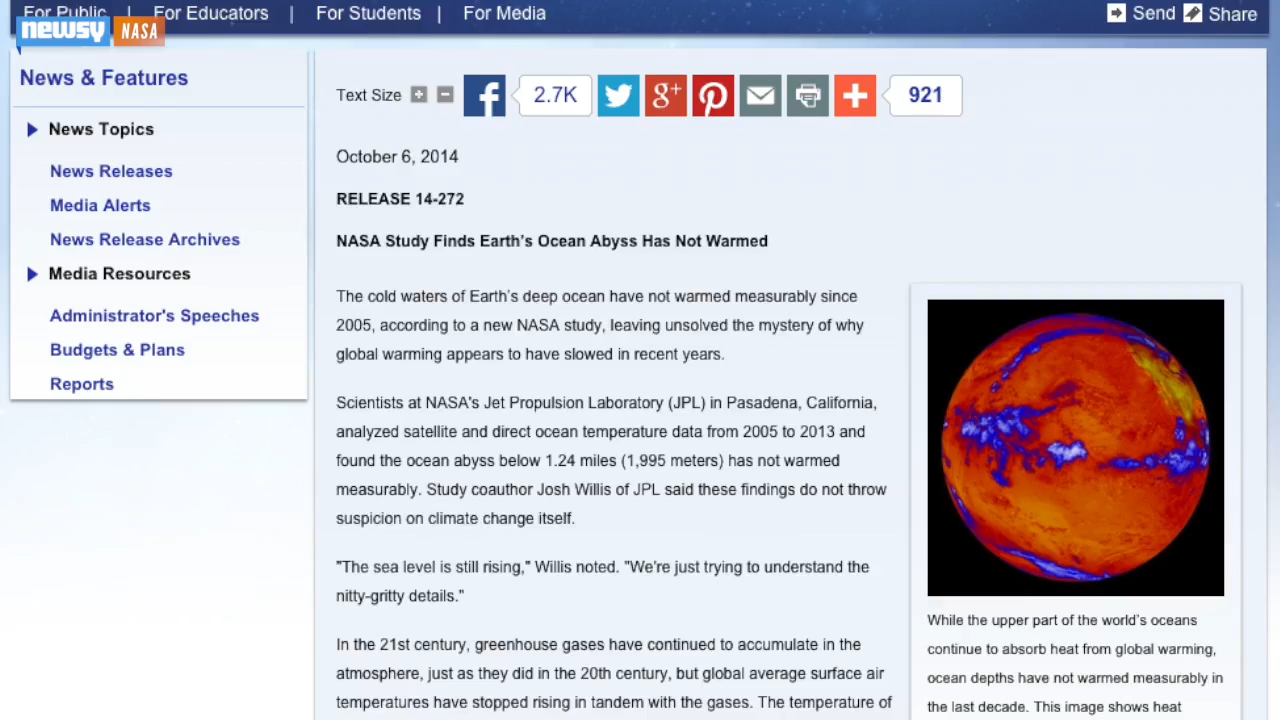 For Public | For Educators | For Students | For Media
Send Share
newsy NASA
News & Features
News Topics
News Releases
Media Alerts
News Release Archives
Media Resources
Administrator's Speeches
Budgets & Plans
Reports
Text Size + - f 2.7K g+ + 921
October 6, 2014
RELEASE 14-272
NASA Study Finds Earth's Ocean Abyss Has Not Warmed
The cold waters of Earth's deep ocean have not warmed measurably since
2005, according to a new NASA study, leaving unsolved the mystery of why
global warming appears to have slowed in recent years.
Scientists at NASA's Jet Propulsion Laboratory (JPL) in Pasadena, California,
analyzed satellite and direct ocean temperature data from 2005 to 2013 and
found the ocean abyss below 1.24 miles (1,995 meters) has not warmed
measurably. Study coauthor Josh Willis of JPL said these findings do not throw
suspicion on climate change itself.
"The sea level is still rising," Willis noted. "We're just trying to understand the
nitty-gritty details."
In the 21st century, greenhouse gases have continued to accumulate in the
atmosphere, just as they did in the 20th century, but global average surface air
temperatures have stopped rising in tandem with the gases. The temperature of
While the upper part of the world's oceans
continue to absorb heat from global warming,
ocean depths have not warmed measurably in
the last decade. This image shows heat